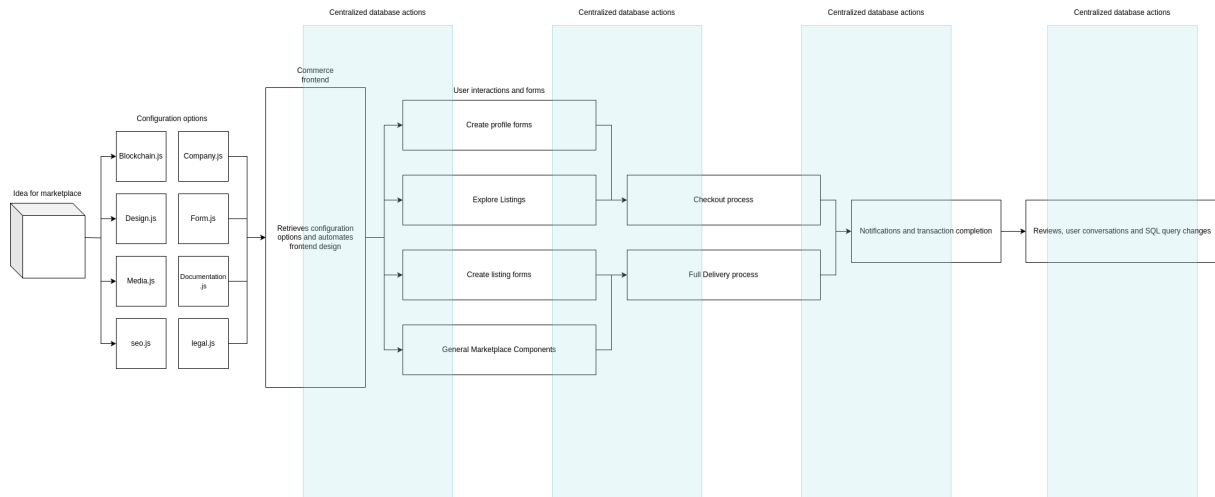 Centralized database actions
Centralized database actions
Centralized database actions
Centralized database actions
Commerce
frontend
User interactions and forms
Configuration options
Create profile forms
Blockchain.js
Company.js
Idea for marketplace
Explore Listings
Checkout process
Design.js
Form.js
Retrieves configuration
options and automates
frontend design
Notifications and transaction completion
Reviews, user conversations and SQL query changes
Create listing forms
Full Delivery process
Media.js
Documentation
.js
seo.js
legal.js
General Marketplace Components